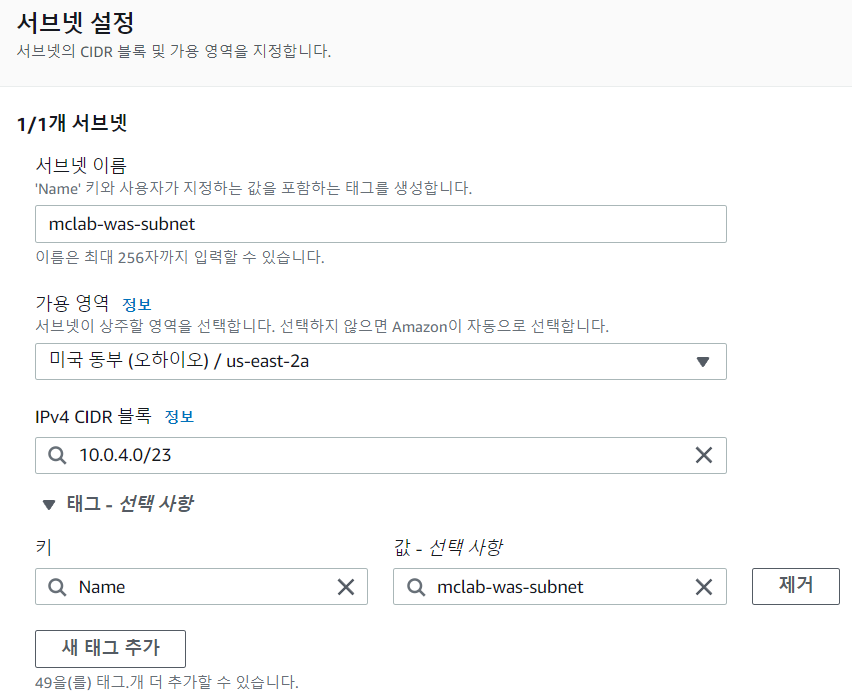 서브넷 설정
서브넷의 CIDR 블록 및 가용 영역을 지정합니다.
1/1개 서브넷
서브넷 이름
'Name' 키와 사용자가 지정하는 값을 포함하는 태그를 생성합니다.
mclab-was-subnet
이름은 최대 256자까지 입력할 수 있습니다.
가용 영역 정보
서브넷이 상주할 영역을 선택합니다. 선택하지 않으면 Amazon이 자동으로 선택합니다.
미국 동부 (오하이오) / us-east-2a
IPv4 CIDR 블록 정보
10.0.4.0/23
태그 - 선택 사항
키 값 - 선택 사항
Name mclab-was-subnet 제거
새 태그 추가
49을(를) 태그.개 더 추가할 수 있습니다.